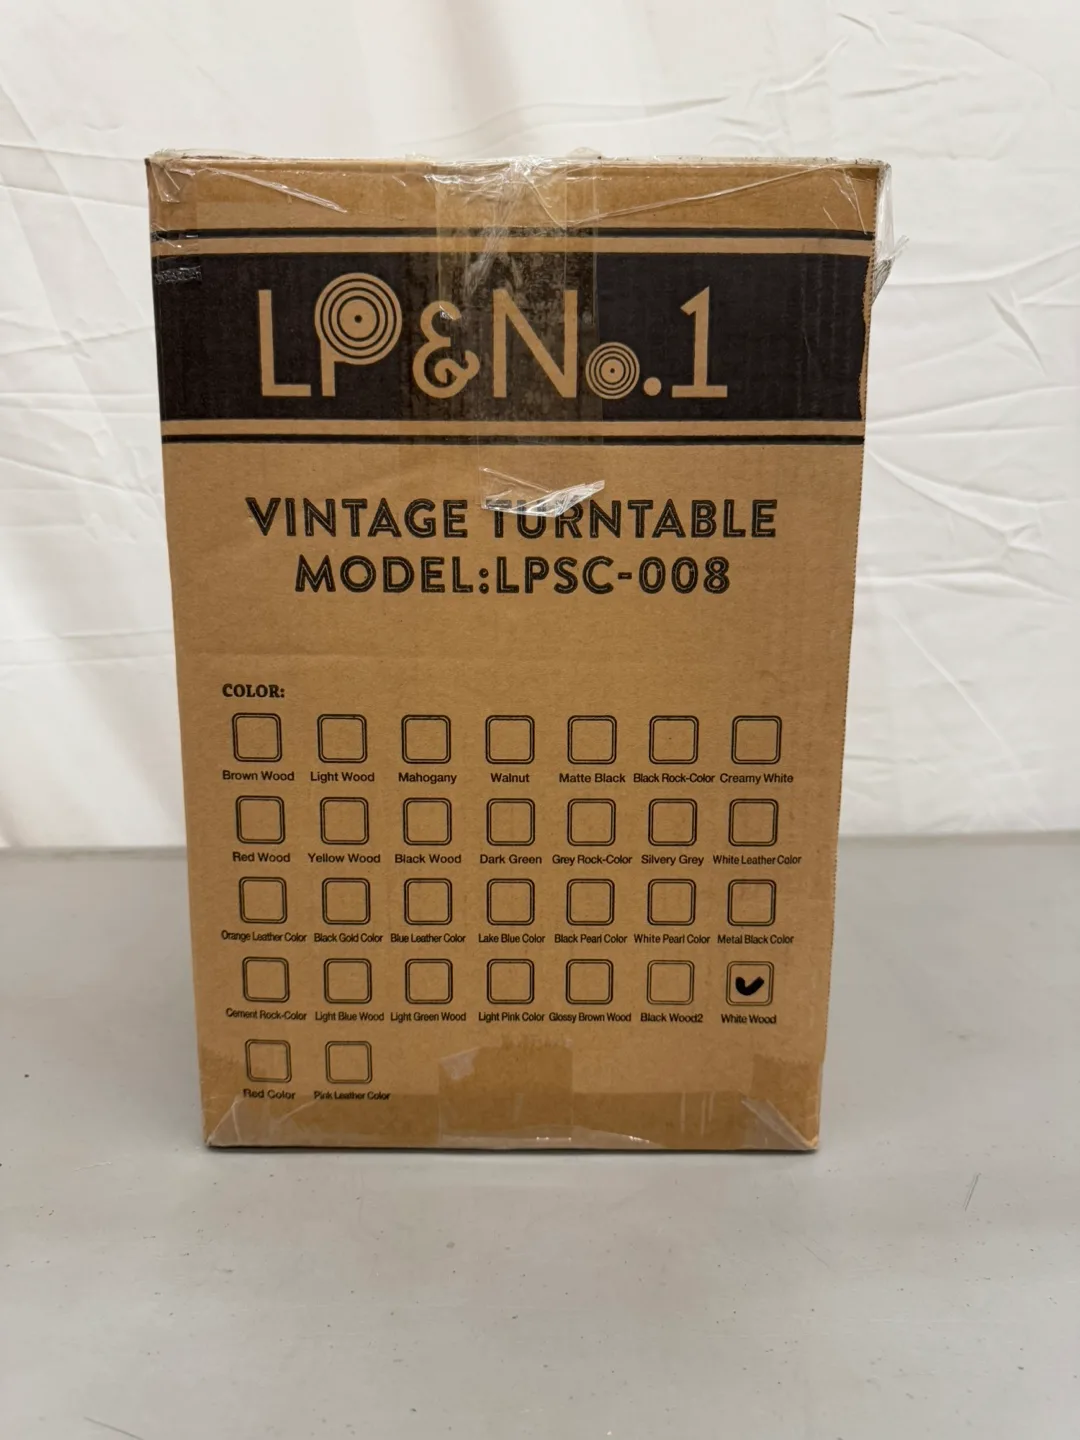 LP&No.1
VINTAGE TURNTABLE
MODEL:LPSC-008
COLOR:
Brown Wood Light Wood Mahogany Walnut Matte Black Black Rock-Color Creamy White
Red Wood Yellow Wood Black Wood Dark Green Grey Rock-Color Silvery Grey White Leather Color
Orange Leather Color Black Gold Color Blue Leather Color Lake Blue Color Black Pearl Color White Pearl Color Metal Black Color
Cement Rock-Color Light Blue Wood Light Green Wood Light Pink Color Glossy Brown Wood Black Wood2 White Wood
Red Color Pink Leather Color